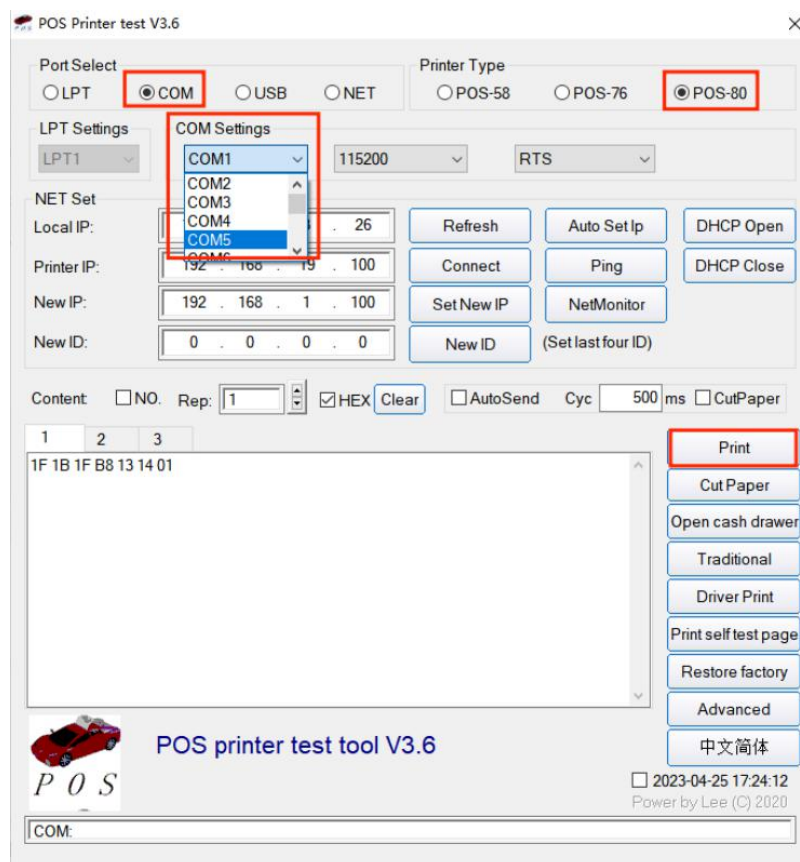 POS Printer test V3.6
Port Select
LPT COM USB NET
Printer Type
POS-58 POS-76 POS-80
LPT Settings
LPT1
COM Settings
COM1 115200 RTS
COM2
COM3
COM4
COM5
NET Set
Local IP: . 26 Refresh Auto Set Ip DHCP Open
Printer IP: 192 . 168 . 19 . 100 Connect Ping DHCP Close
New IP: 192 . 168 . 1 . 100 Set New IP NetMonitor
New ID: 0 . 0 . 0 . 0 New ID (Set last four ID)
Content: NO. Rep: 1 HEX Clear AutoSend Cyc 500 ms CutPaper
1 2 3
1F 1B 1F B8 13 14 01
Print
Cut Paper
Open cash drawer
Traditional
Driver Print
Print self test page
Restore factory
Advanced
中文简体
POS
POS printer test tool V3.6
2023-04-25 17:24:12
Power by Lee (C) 2020
COM: